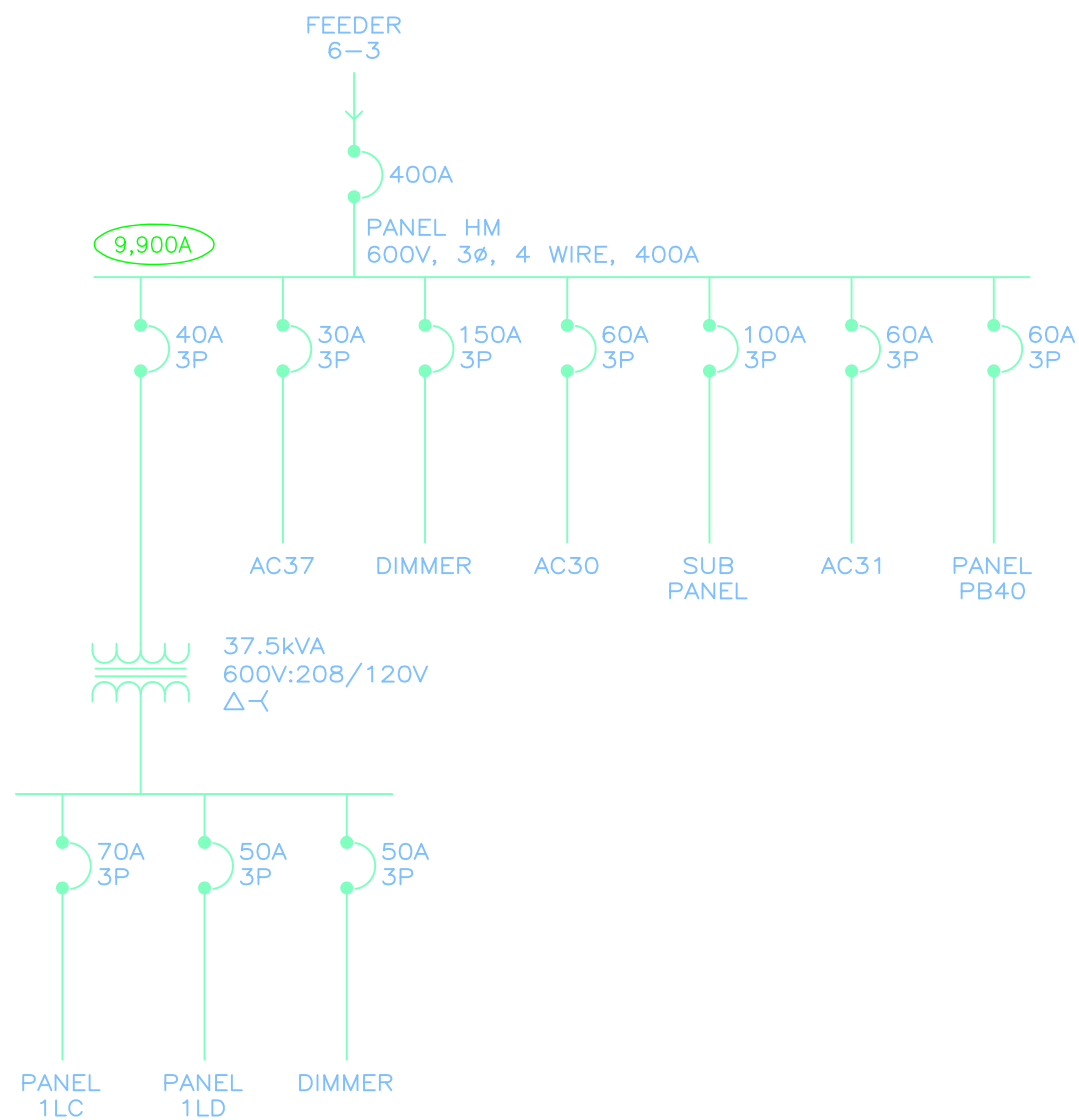 FEEDER
6-3
400A
PANEL HM
600V, 3ø, 4 WIRE, 400A
9,900A
40A
3P
30A
3P
150A
3P
60A
3P
100A
3P
60A
3P
60A
3P
AC37
DIMMER
AC30
SUB
PANEL
AC31
PANEL
PB40
37.5kVA
600V:208/120V
70A
3P
50A
3P
50A
3P
PANEL
1LC
PANEL
1LD
DIMMER